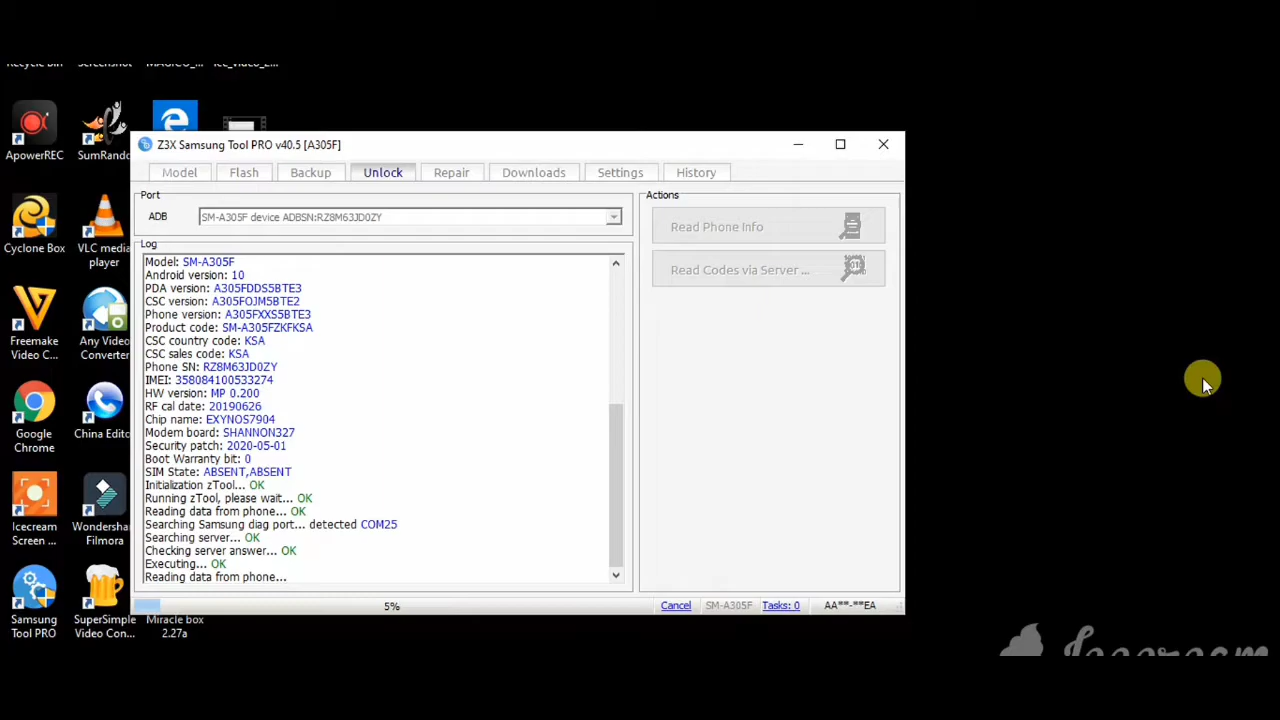 Recycle Bin
Screenshot
ApowerREC
SumRando
Cyclone Box
VLC media
player
Freemake
Video C...
Any Video
Converter
Google
Chrome
China Edito
Icecream
Screen ...
Wondersha
Filmora
Samsung
Tool PRO
SuperSimple
Video Con...
Miracle box
2.27a
Z3X Samsung Tool PRO v40.5 [A305F]
Model Flash Backup Unlock Repair Downloads Settings History
Port
ADB SM-A305F device ADBSN:RZ8M63JD0ZY
Log
Model: SM-A305F
Android version: 10
PDA version: A305FDDS5BTE3
CSC version: A305FOJM5BTE2
Phone version: A305FXXS5BTE3
Product code: SM-A305FZKFKSA
CSC country code: KSA
CSC sales code: KSA
Phone SN: RZ8M63JD0ZY
IMEI: 358084100533274
HW version: MP 0.200
RF cal date: 20190626
Chip name: EXYNOS7904
Modem board: SHANNON327
Security patch: 2020-05-01
Boot Warranty bit: 0
SIM State: ABSENT,ABSENT
Initialization zTool... OK
Running zTool, please wait... OK
Reading data from phone... OK
Searching Samsung diag port... detected COM25
Searching server... OK
Checking server answer... OK
Executing... OK
Reading data from phone...
Actions
Read Phone Info
Read Codes via Server ...
5%
Cancel SM-A305F Tasks: 0 AA**-**EA
Icecream